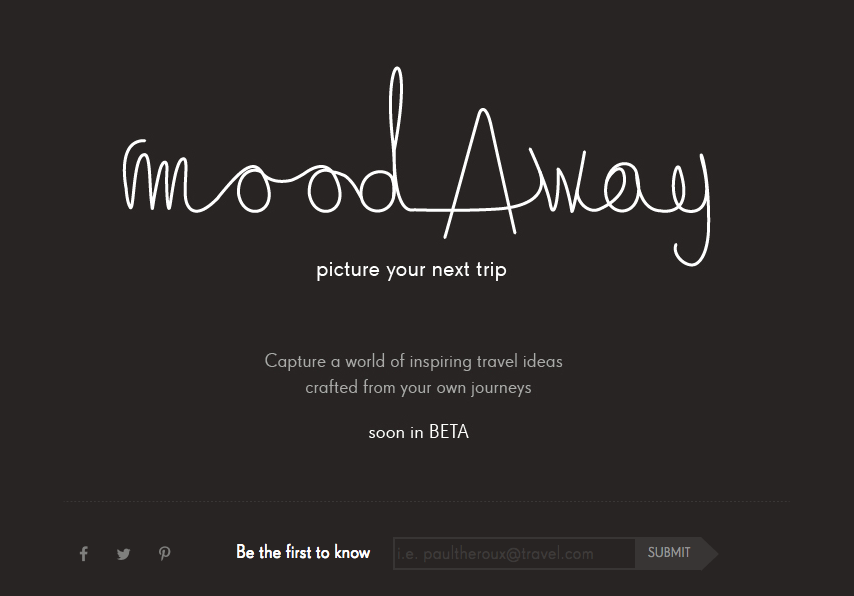 moodAway
picture your next trip
Capture a world of inspiring travel ideas
crafted from your own journeys
soon in BETA
Be the first to know
i.e. paultheroux@travel.com
SUBMIT